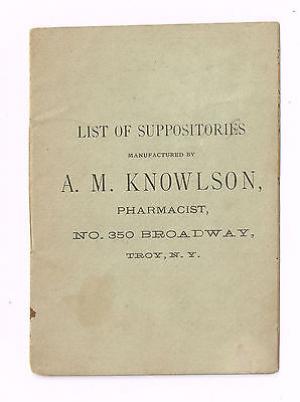 LIST OF SUPPOSITORIES
MANUFACTURED BY
A. M. KNOWLSON,
PHARMACIST,
NO. 350 BROADWAY,
TROY, N. Y.